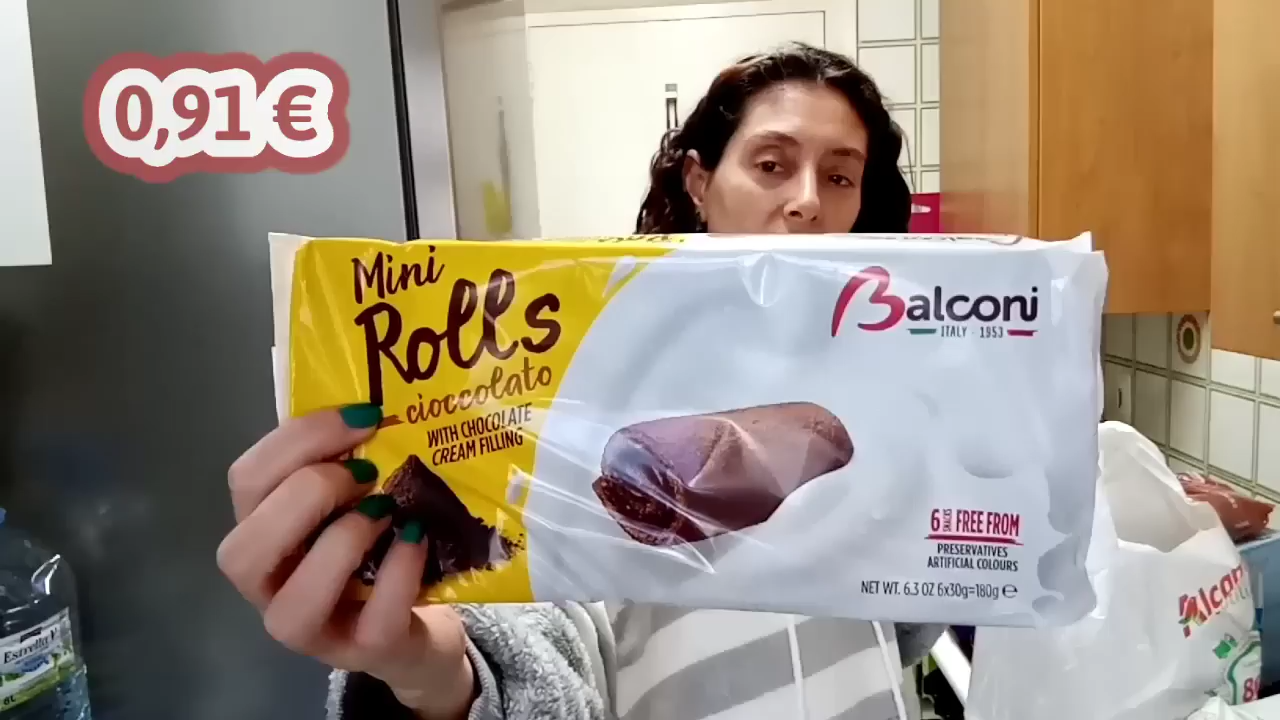 0,91 €
Mini
Rolls
cioccolato
WITH CHOCOLATE
CREAM FILLING
Balconi
ITALY - 1953
6 SNACKS FREE FROM
PRESERVATIVES
ARTIFICIAL COLOURS
NET WT. 6.3 OZ 6x30g=180g ℮
Alcon